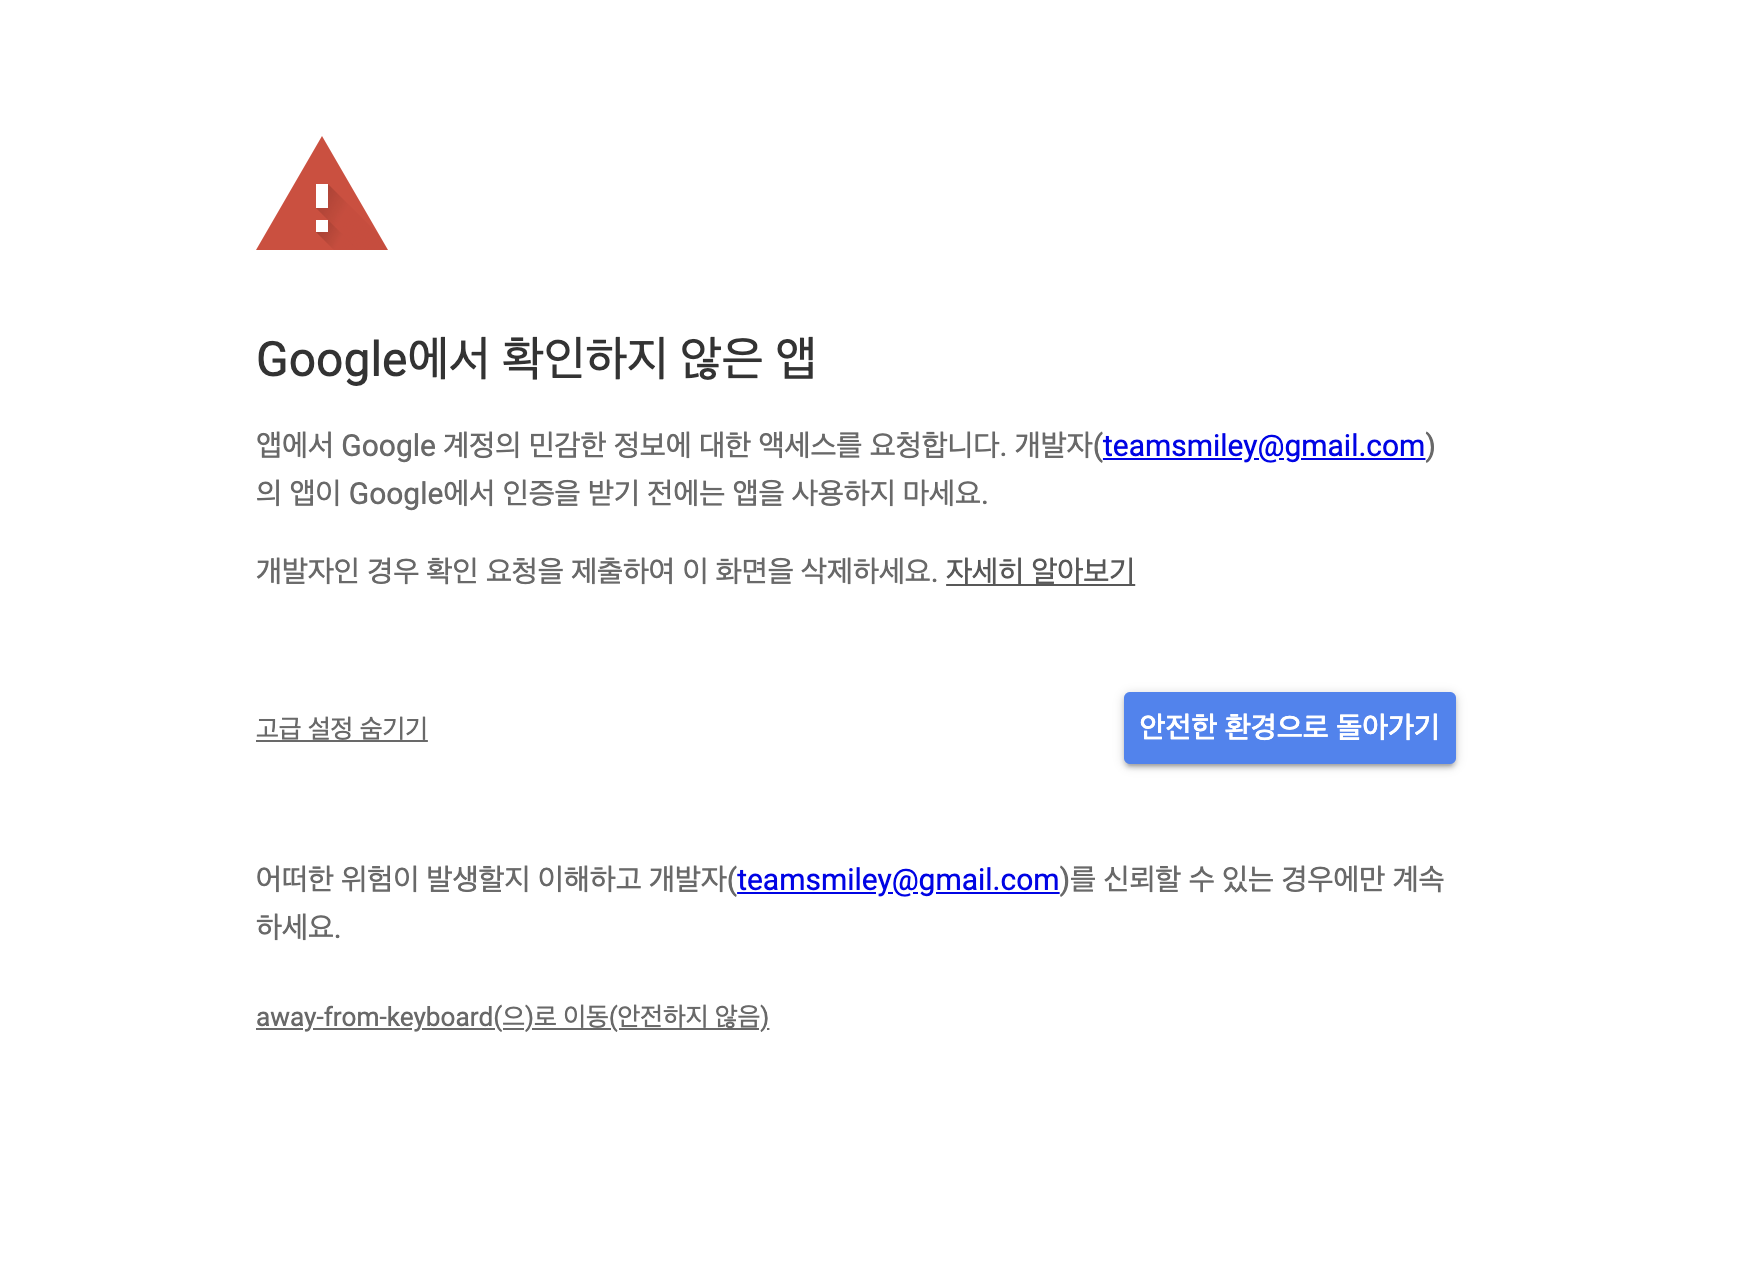 Google에서 확인하지 않은 앱
앱에서 Google 계정의 민감한 정보에 대한 액세스를 요청합니다. 개발자(teamsmiley@gmail.com)
의 앱이 Google에서 인증을 받기 전에는 앱을 사용하지 마세요.
개발자인 경우 확인 요청을 제출하여 이 화면을 삭제하세요. 자세히 알아보기
고급 설정 숨기기
안전한 환경으로 돌아가기
어떠한 위험이 발생할지 이해하고 개발자(teamsmiley@gmail.com)를 신뢰할 수 있는 경우에만 계속
하세요.
away-from-keyboard(으)로 이동(안전하지 않음)